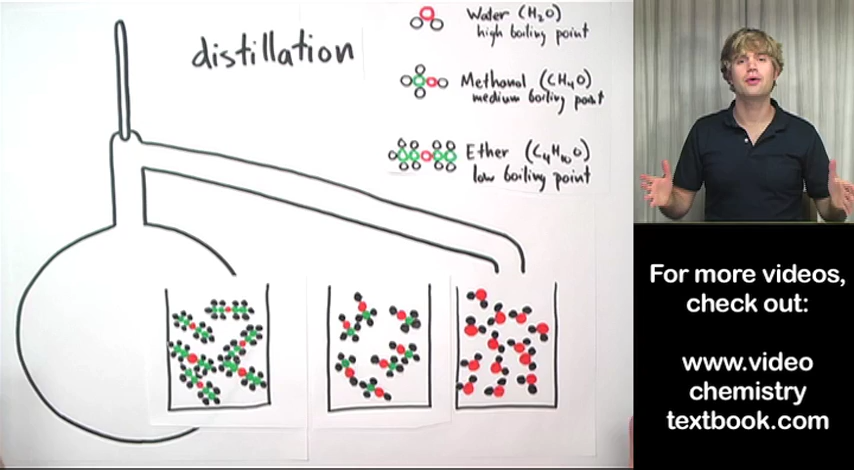 distillation
Water (H₂O)
high boiling point
Methanol (CH₄O)
medium boiling point
Ether (C₄H₁₀O)
low boiling point
For more videos,
check out:
www.video
chemistry
textbook.com